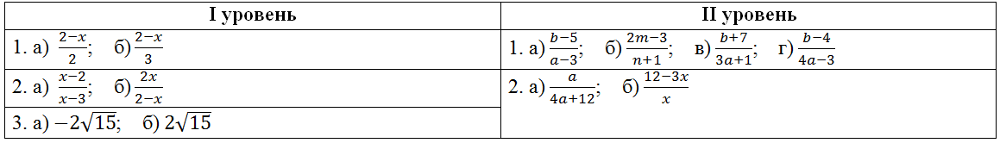 I уровень
II уровень
1. а) \frac{2-x}{2}; б) \frac{2-x}{3}
1. а) \frac{b-5}{a-3}; б) \frac{2m-3}{n+1}; в) \frac{b+7}{3a+1}; г) \frac{b-4}{4a-3}
2. а) \frac{x-2}{x-3}; б) \frac{2x}{2-x}
2. а) \frac{a}{4a+12}; б) \frac{12-3x}{x}
3. а) −2√15; б) 2√15